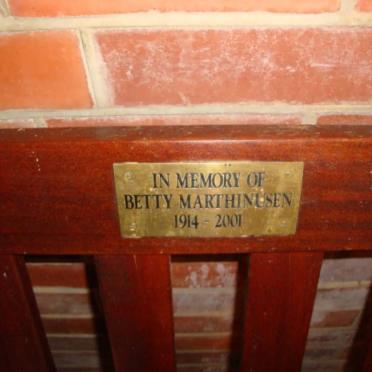 IN MEMORY OF
BETTY MARTHINUSEN
1914 - 2001